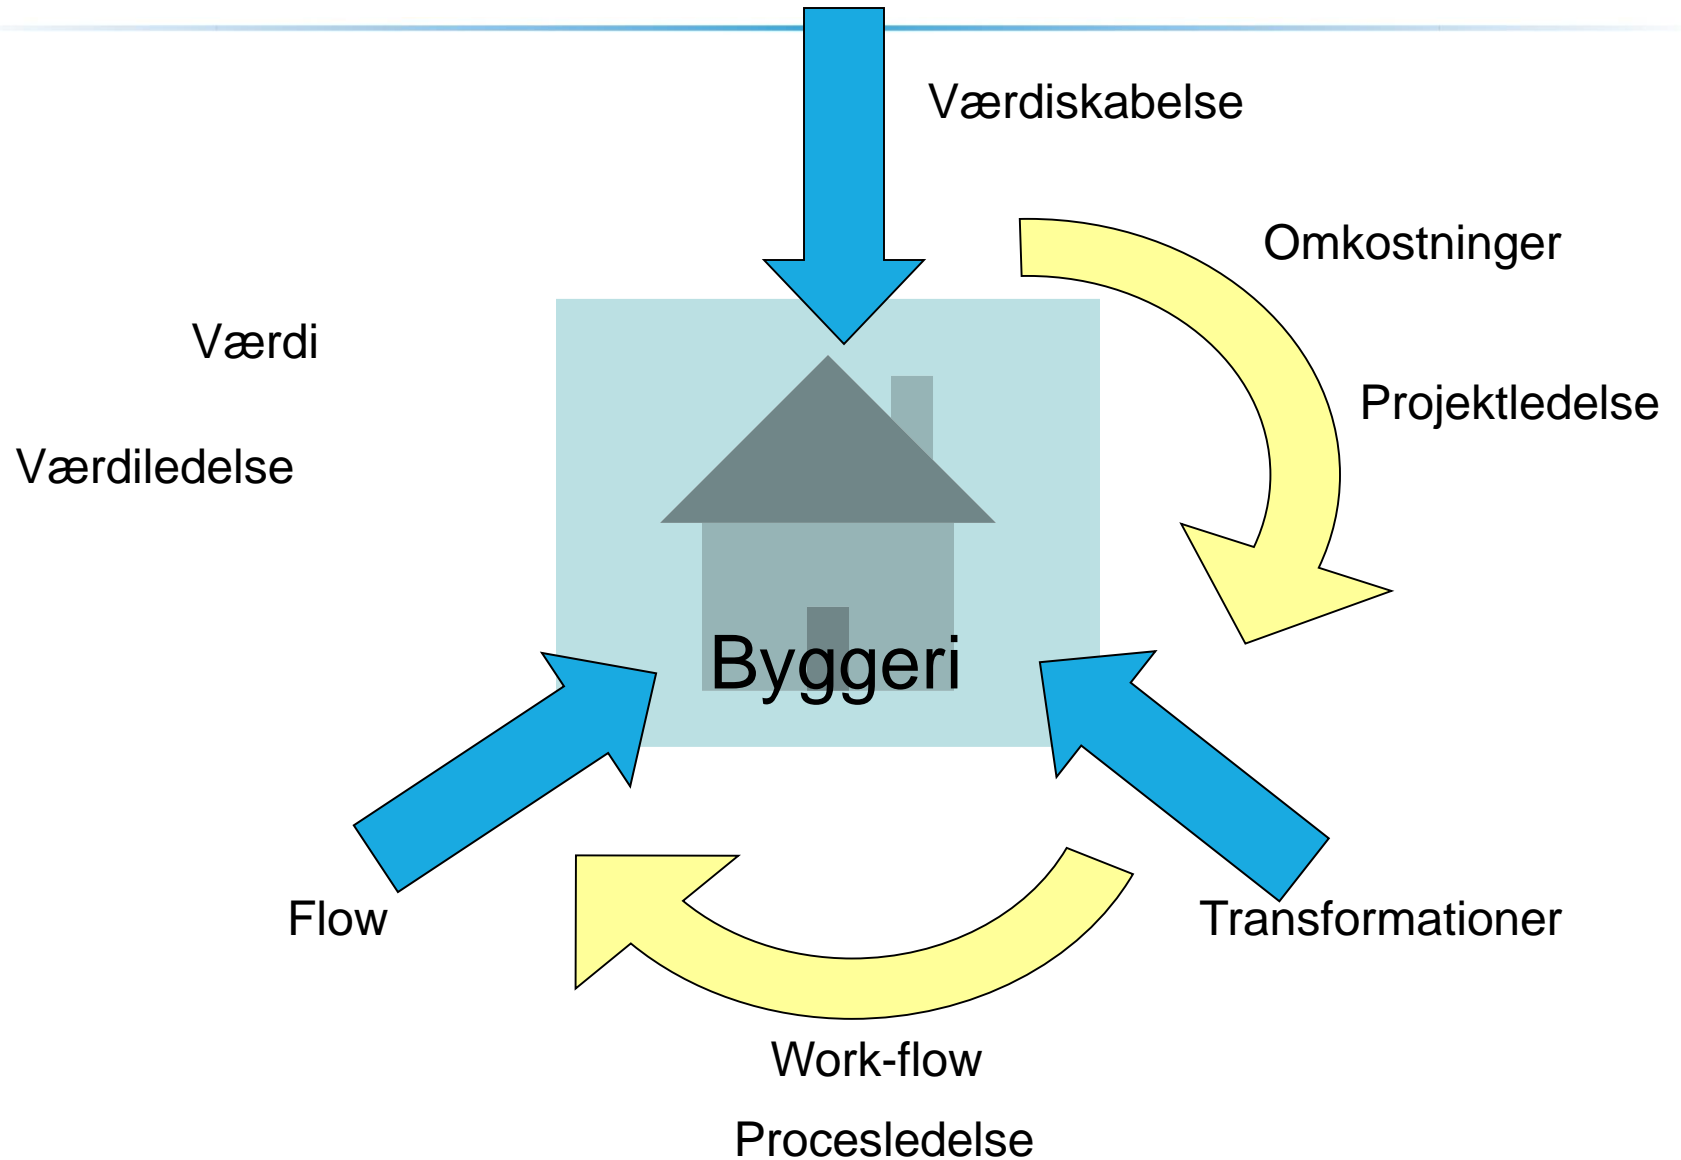 Værdiskabelse
Omkostninger
Værdi
Projektledelse
Værdiledelse
Byggeri
Flow
Transformationer
Work-flow
Procesledelse